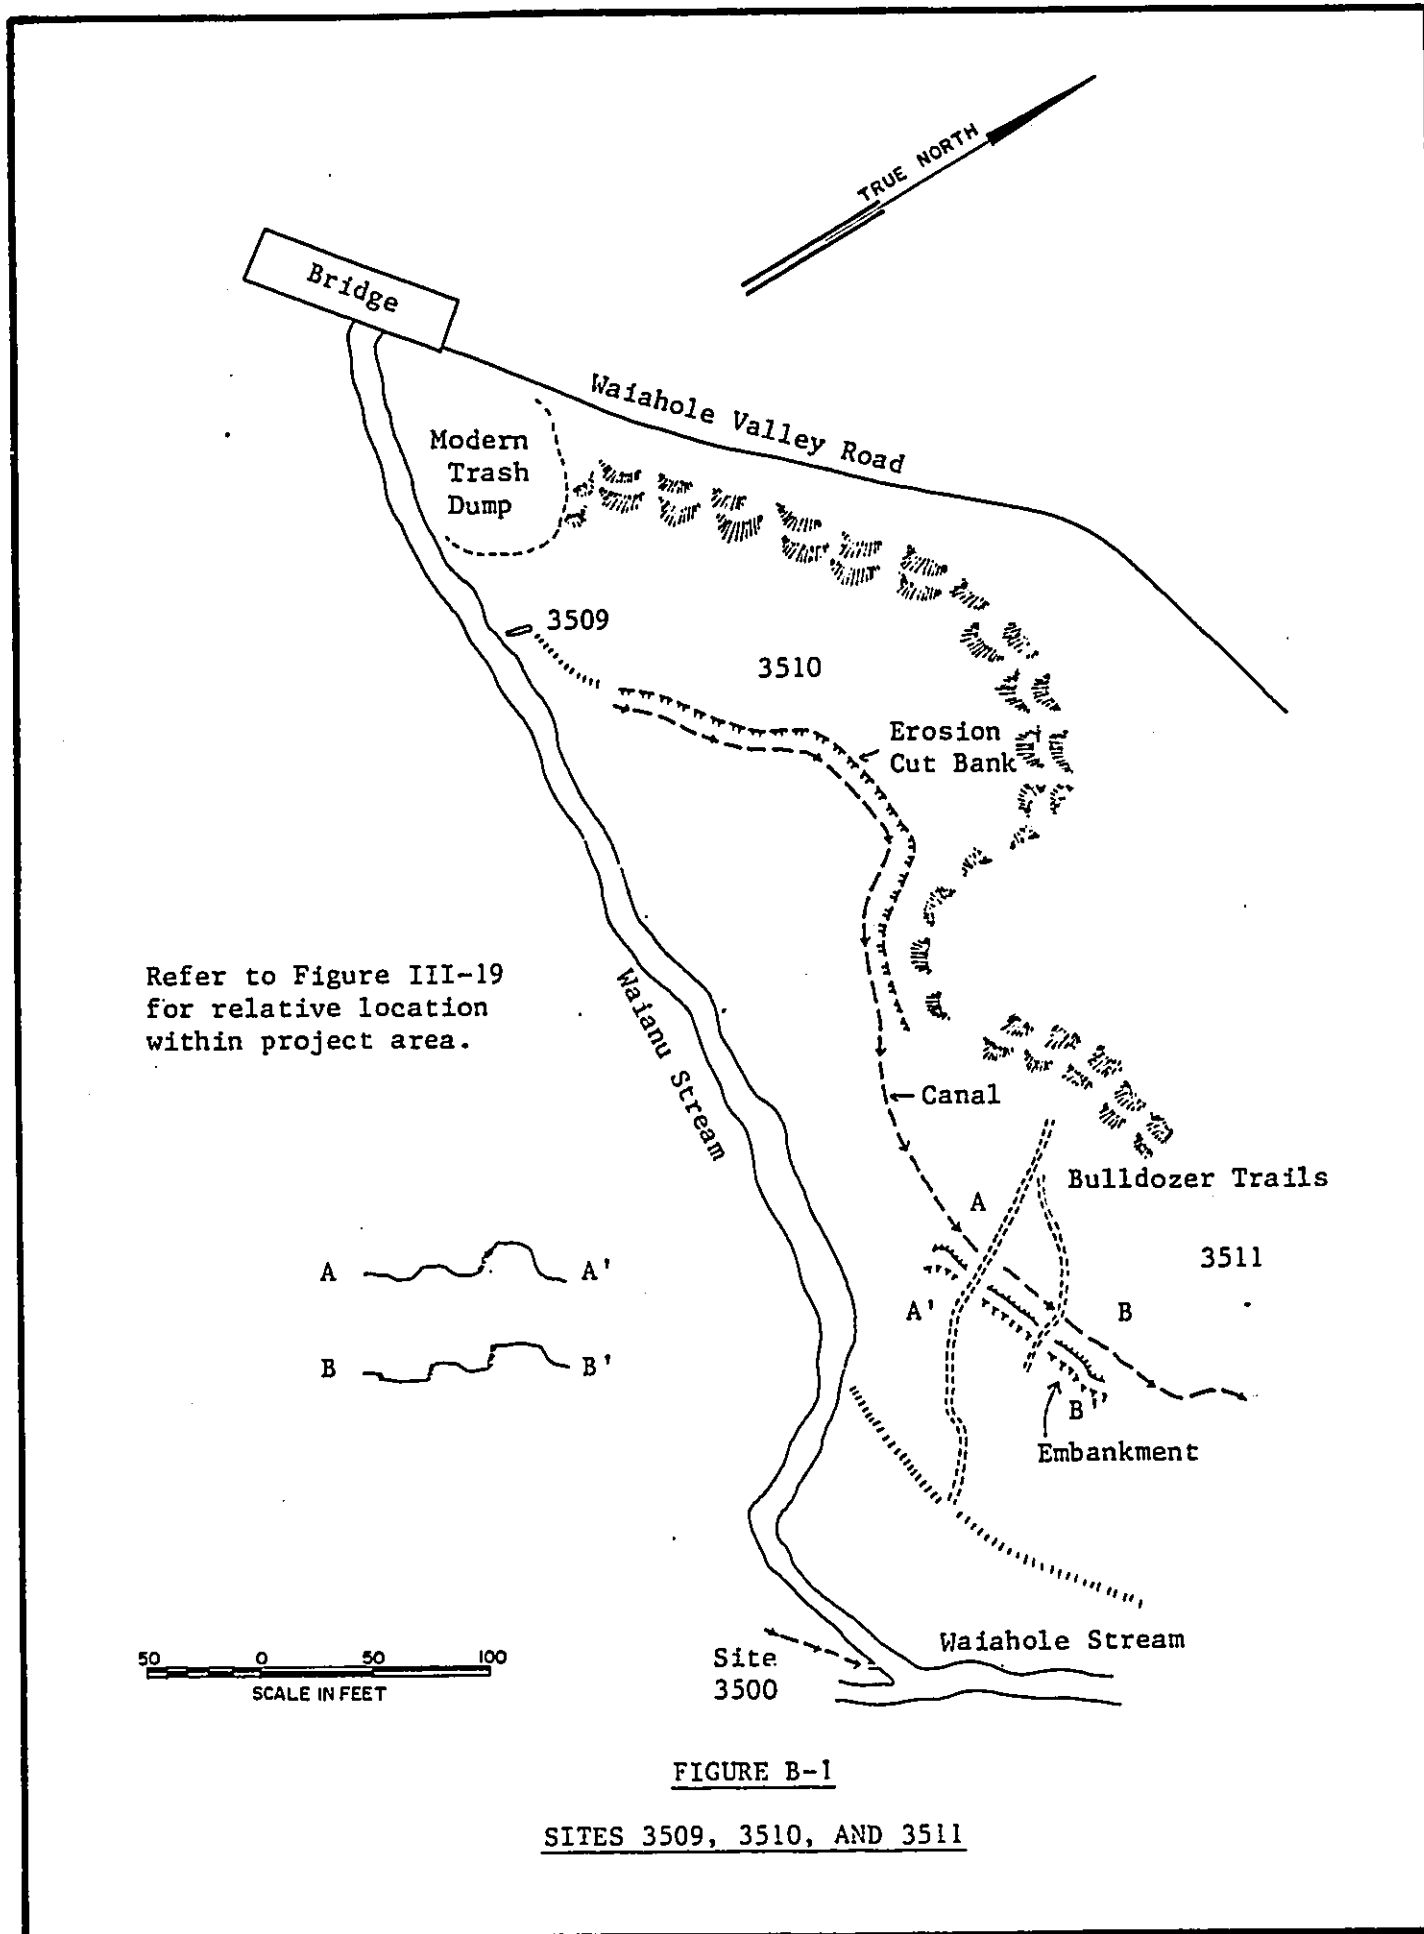 TRUE NORTH
Bridge
Waiahole Valley Road
Modern
Trash
Dump
3509
3510
Erosion
Cut Bank
Refer to Figure III-19
for relative location
within project area.
Waianu Stream
Canal
Bulldozer Trails
A
3511
A A'
A'
B
B B'
B'
Embankment
Waiahole Stream
Site
3500
50 0 50 100
SCALE IN FEET
FIGURE B-1
SITES 3509, 3510, AND 3511